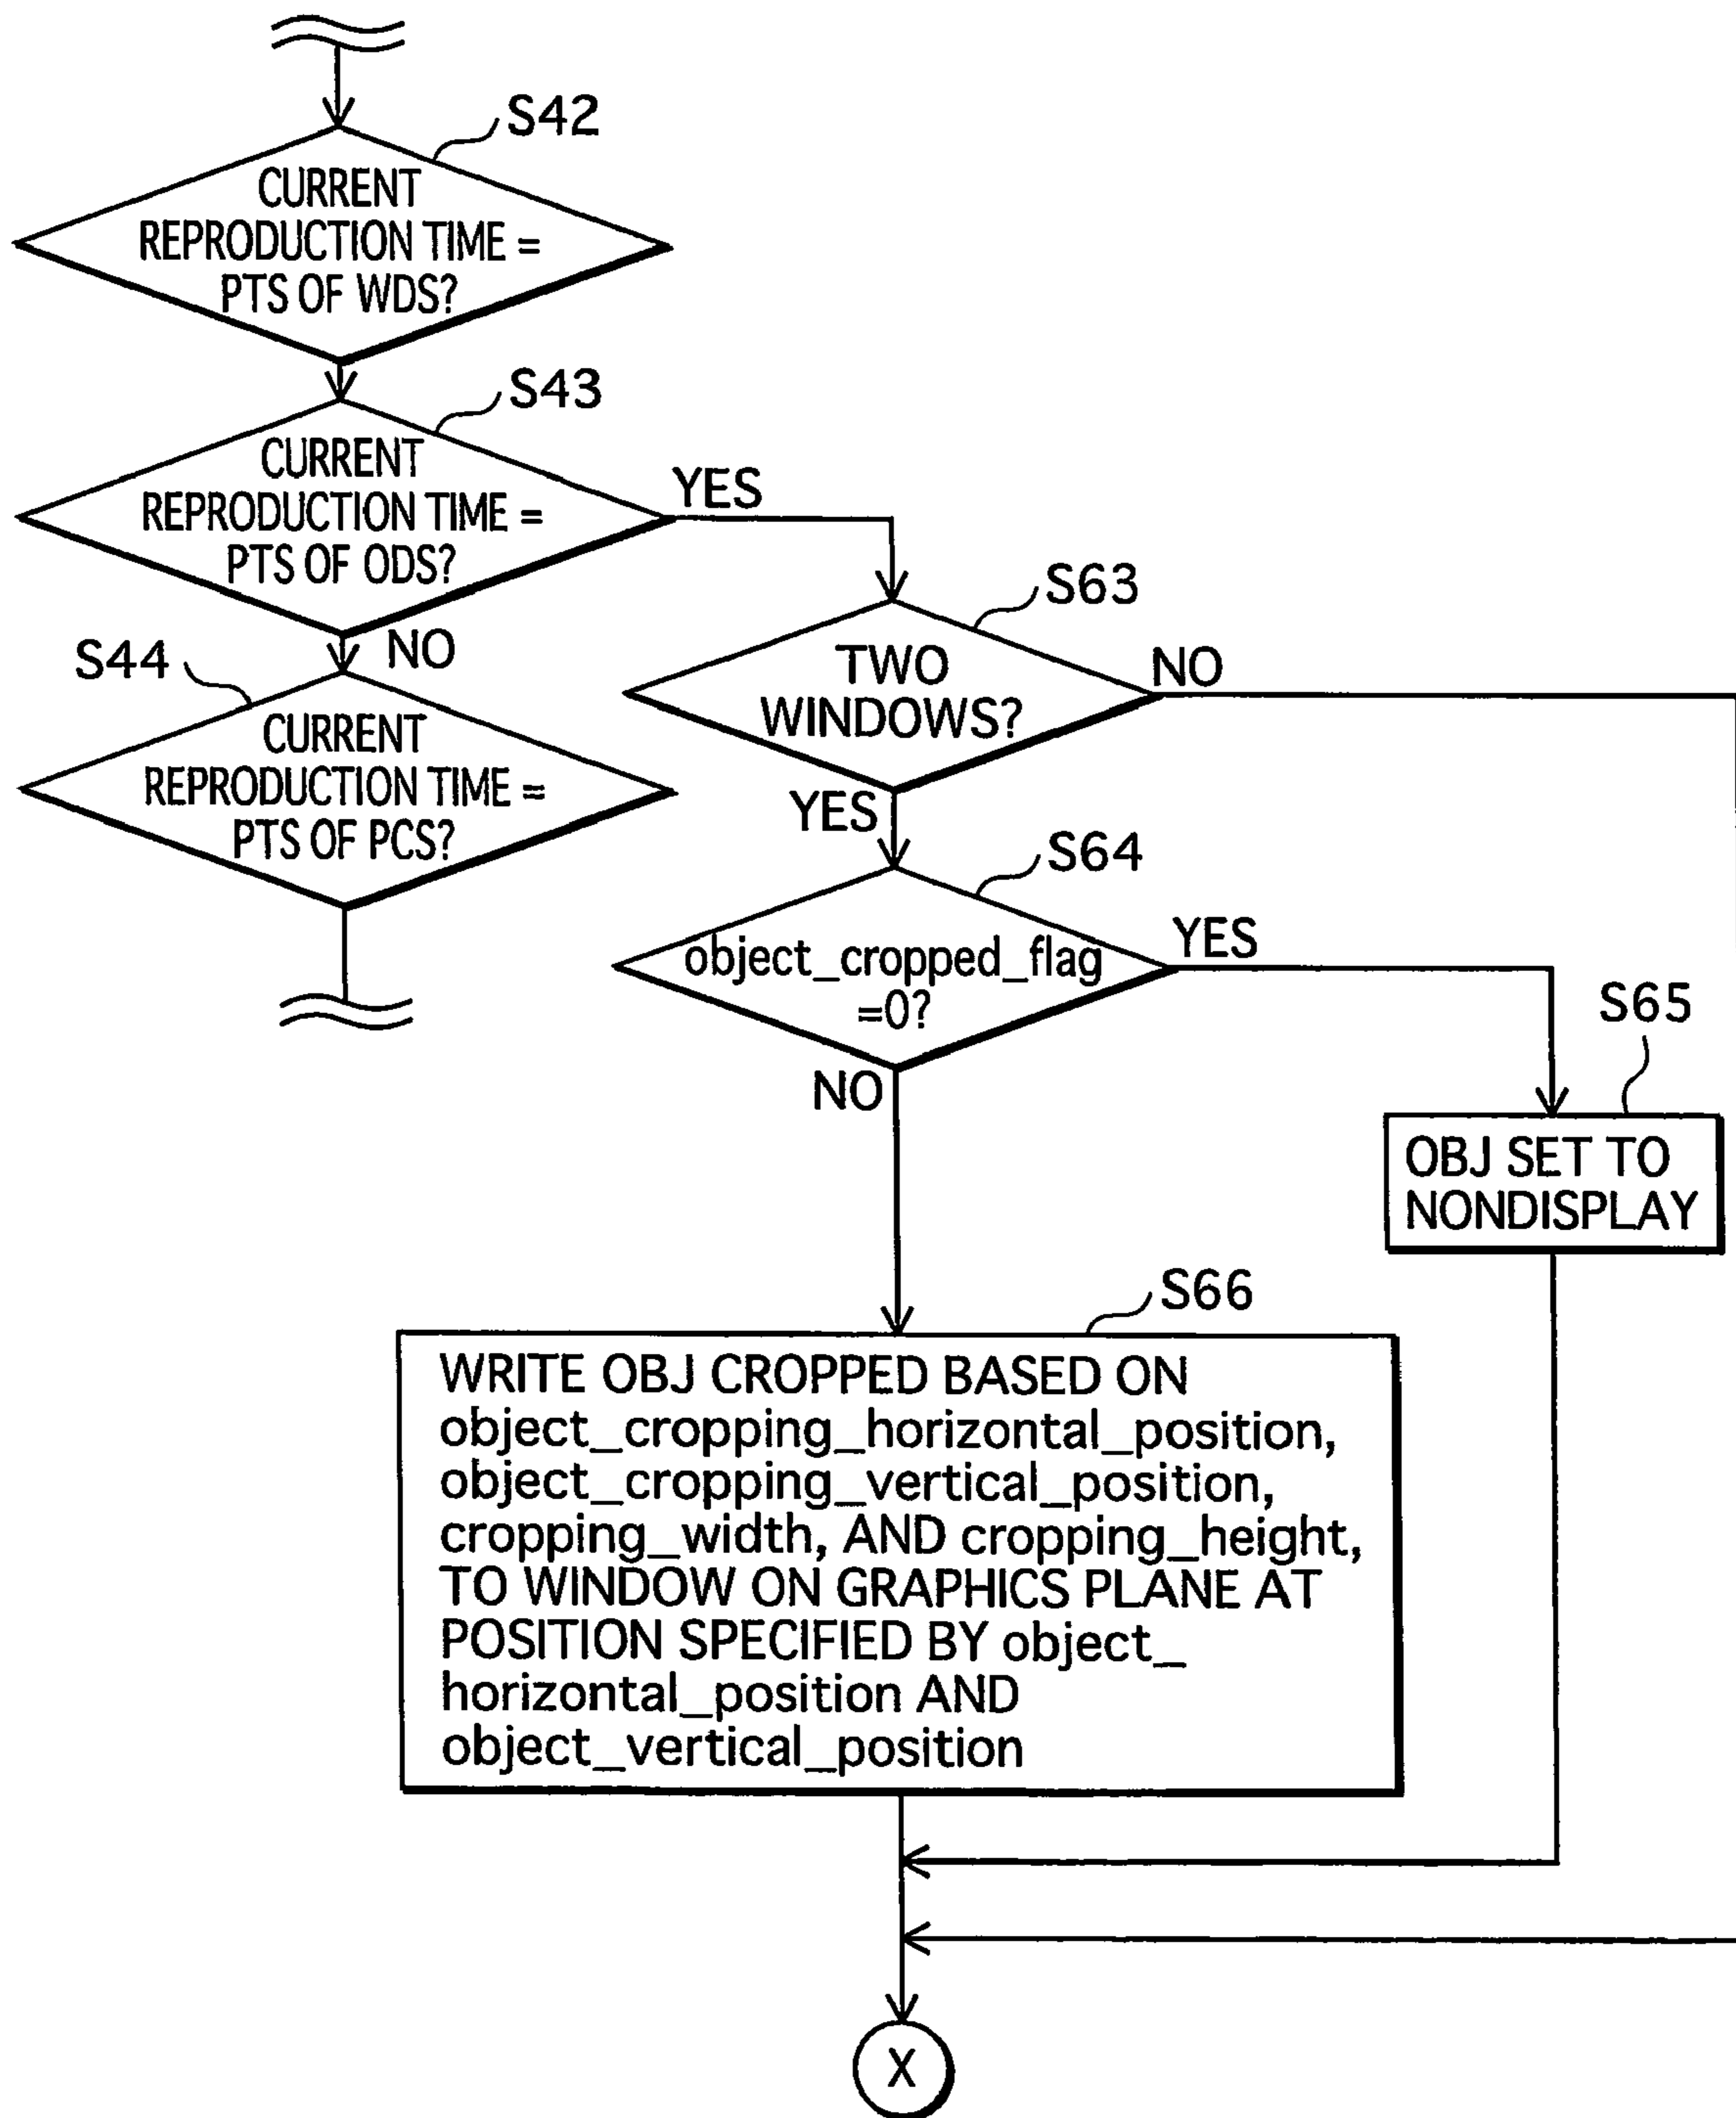 S42
CURRENT
REPRODUCTION TIME =
PTS OF WDS?
S43
CURRENT
REPRODUCTION TIME =
PTS OF ODS?
YES
NO
S44
CURRENT
REPRODUCTION TIME =
PTS OF PCS?
S63
TWO
WINDOWS?
NO
YES
S64
object_cropped_flag
=0?
YES
NO
S65
OBJ SET TO
NONDISPLAY
S66
WRITE OBJ CROPPED BASED ON
object_cropping_horizontal_position,
object_cropping_vertical_position,
cropping_width, AND cropping_height,
TO WINDOW ON GRAPHICS PLANE AT
POSITION SPECIFIED BY object_
horizontal_position AND
object_vertical_position
X